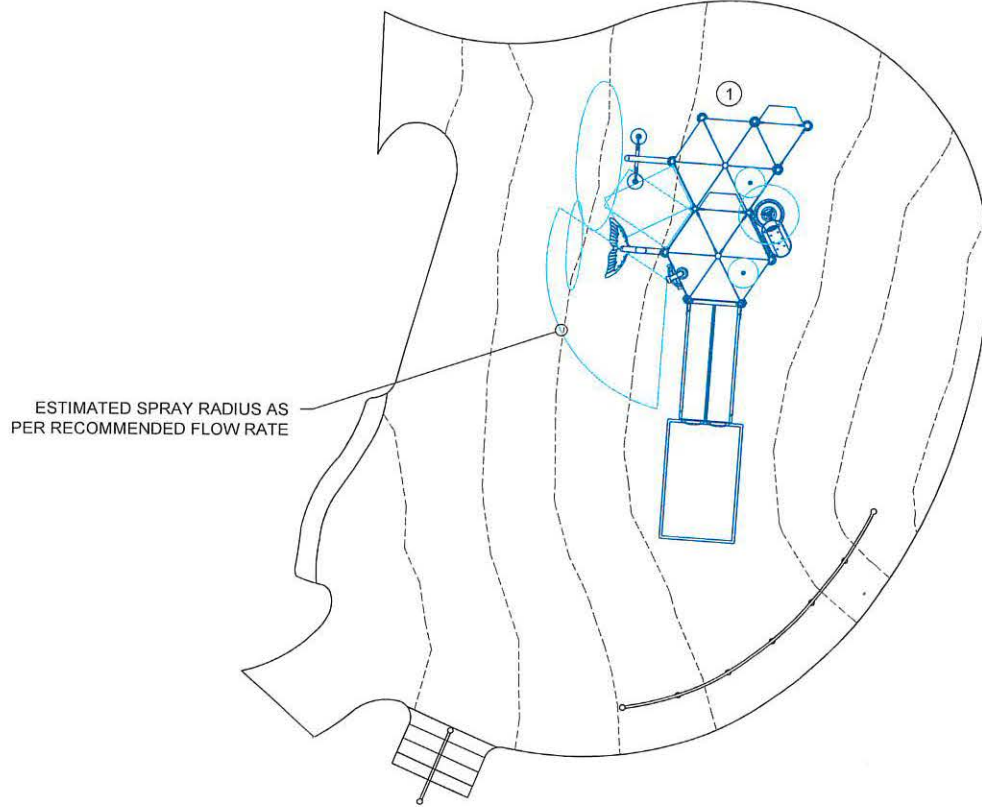 1
ESTIMATED SPRAY RADIUS AS
PER RECOMMENDED FLOW RATE